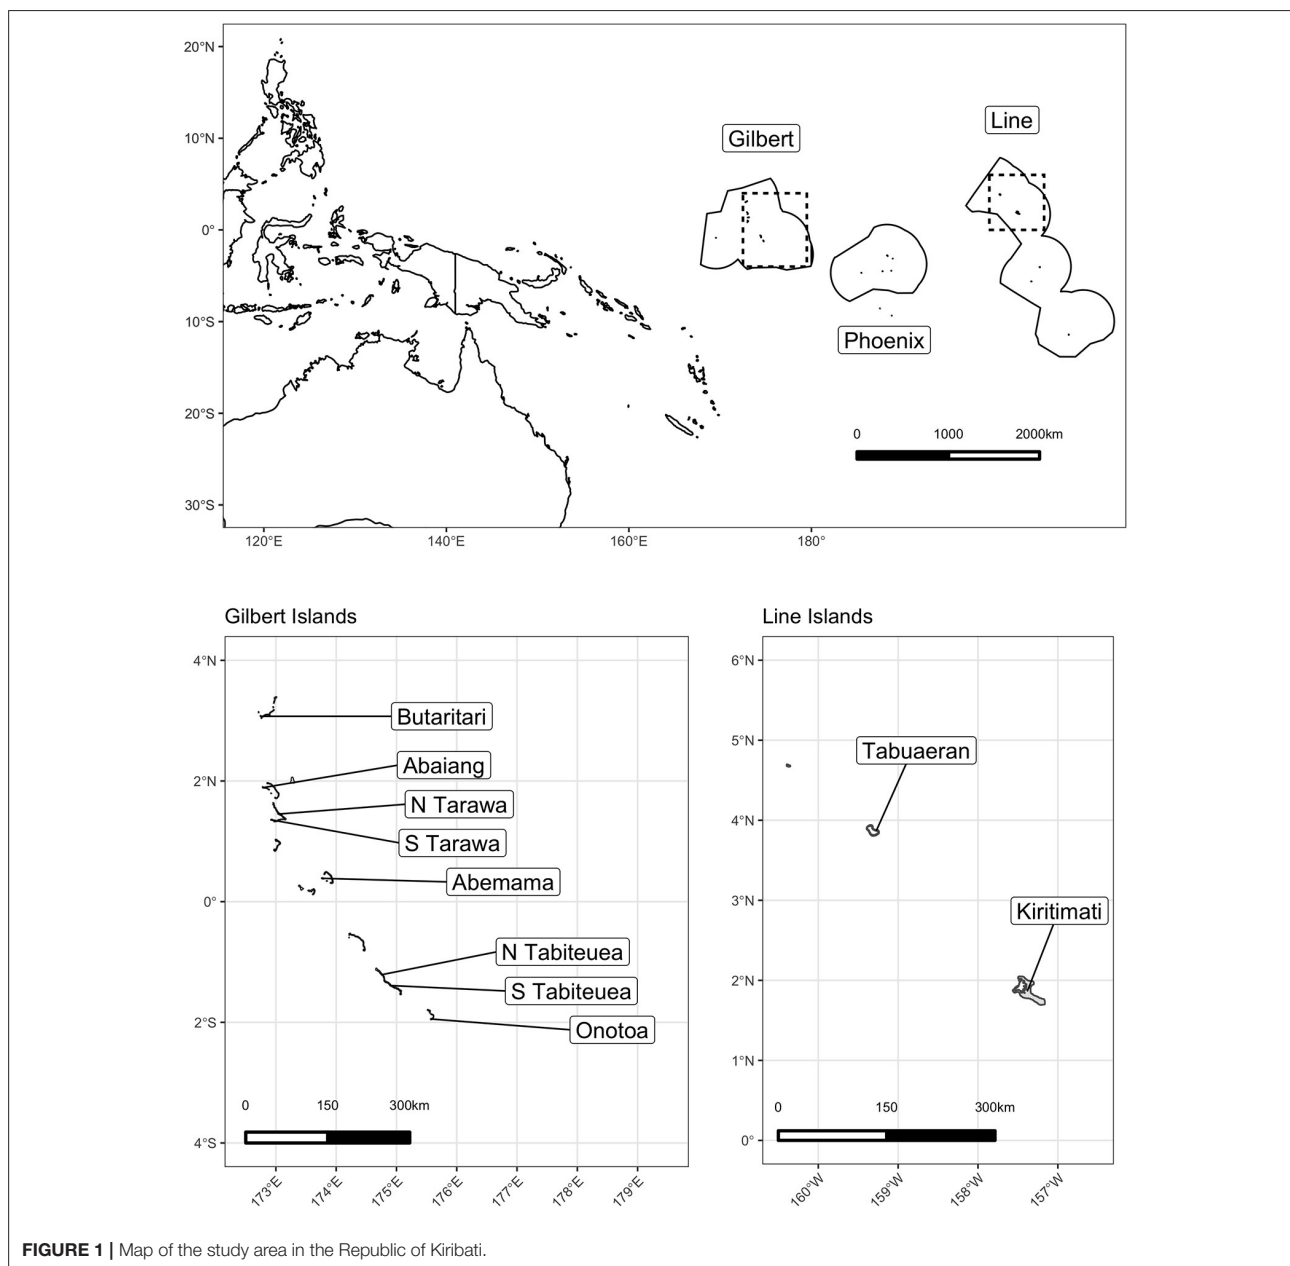 20°N
10°N
0°
10°S
20°S
30°S
Gilbert
Line
Phoenix
0 1000 2000km
120°E 140°E 160°E 180°
Gilbert Islands
4°N
2°N
0°
2°S
4°S
Butaritari
Abaiang
N Tarawa
S Tarawa
Abemama
N Tabiteuea
S Tabiteuea
Onotoa
0 150 300km
173°E 174°E 175°E 176°E 177°E 178°E 179°E
Line Islands
6°N
5°N
4°N
3°N
2°N
1°N
0°
Tabuaeran
Kiritimati
0 150 300km
160°W 159°W 158°W 157°W
FIGURE 1 | Map of the study area in the Republic of Kiribati.